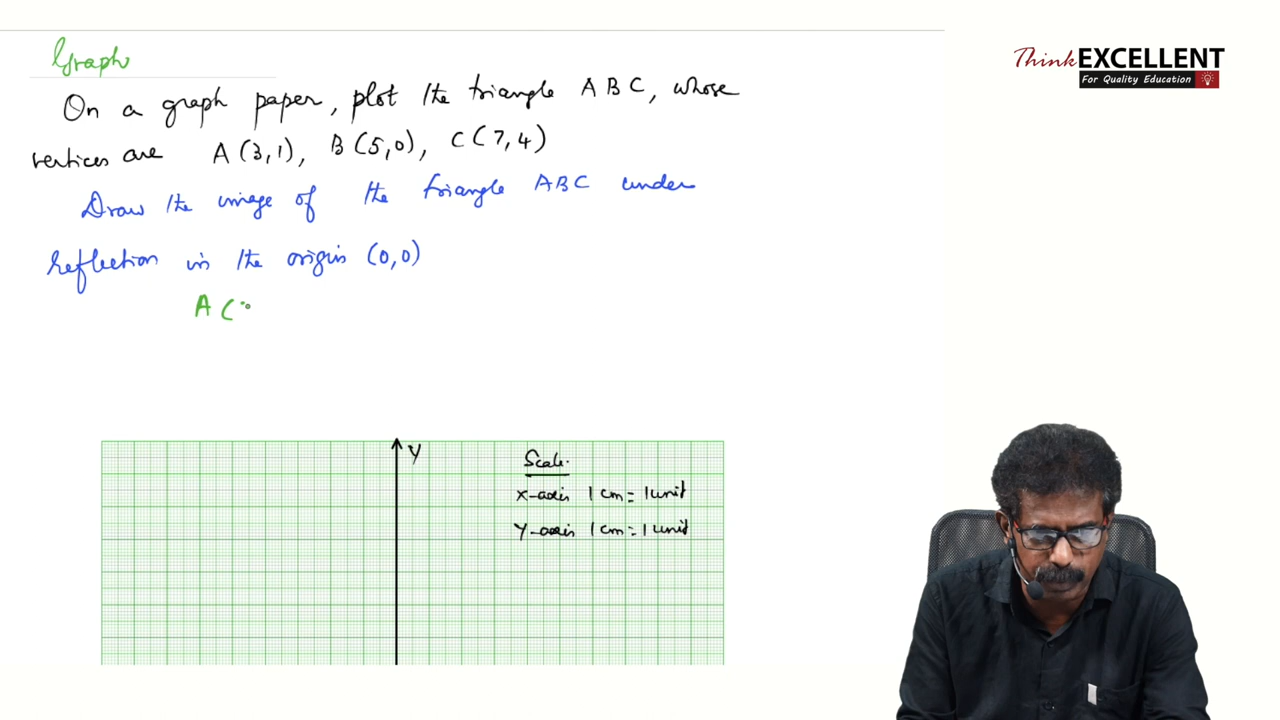 Graph
On a graph paper, plot the triangle ABC, whose
vertices are A(3,1), B(5,0), C(7,4)
Draw the image of the triangle ABC under
reflection in the origin (0,0)
A (
Y
Scale.
X-axis 1 cm = 1 unit
Y-axis 1 cm = 1 unit
Think EXCELLENT
For Quality Education